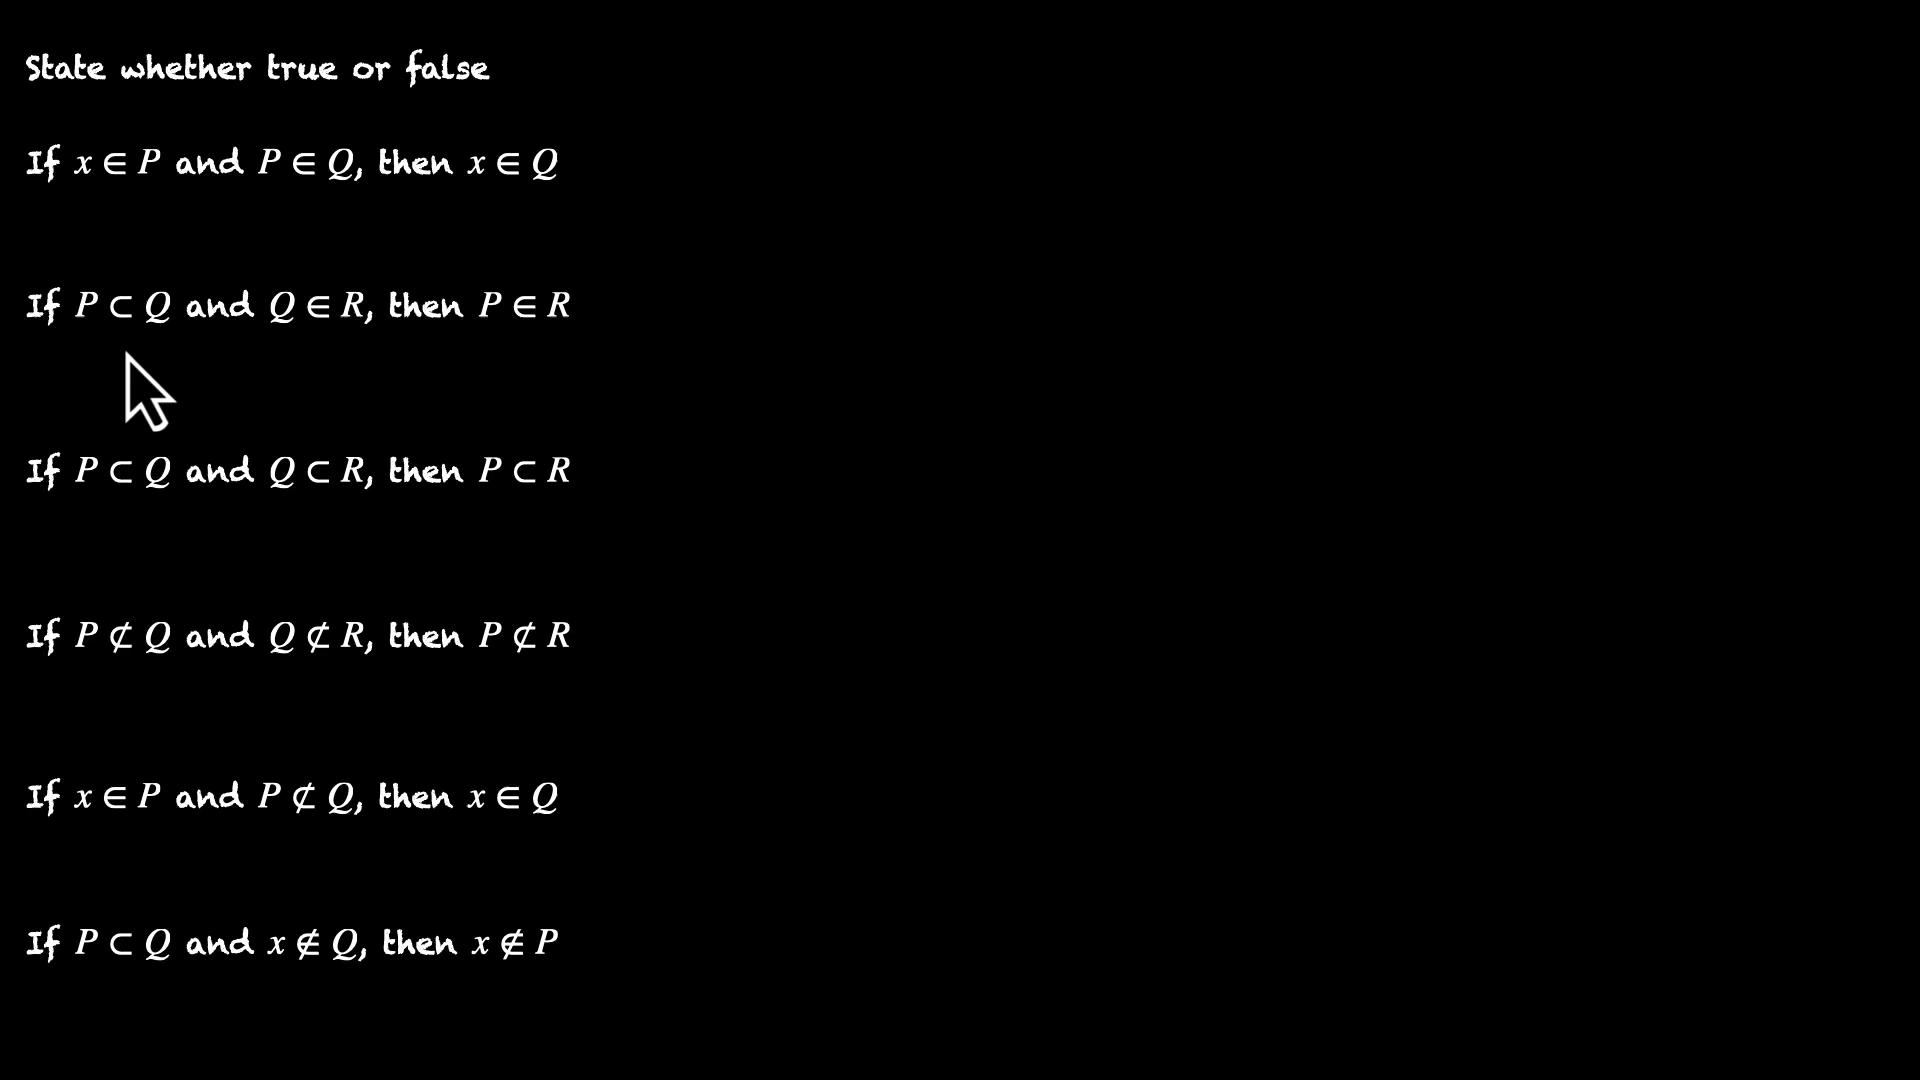 State whether true or false
If x ∈ P and P ∈ Q, then x ∈ Q
If P ⊂ Q and Q ∈ R, then P ∈ R
If P ⊂ Q and Q ⊂ R, then P ⊂ R
If P ⊄ Q and Q ⊄ R, then P ⊄ R
If x ∈ P and P ⊄ Q, then x ∈ Q
If P ⊂ Q and x ∉ Q, then x ∉ P